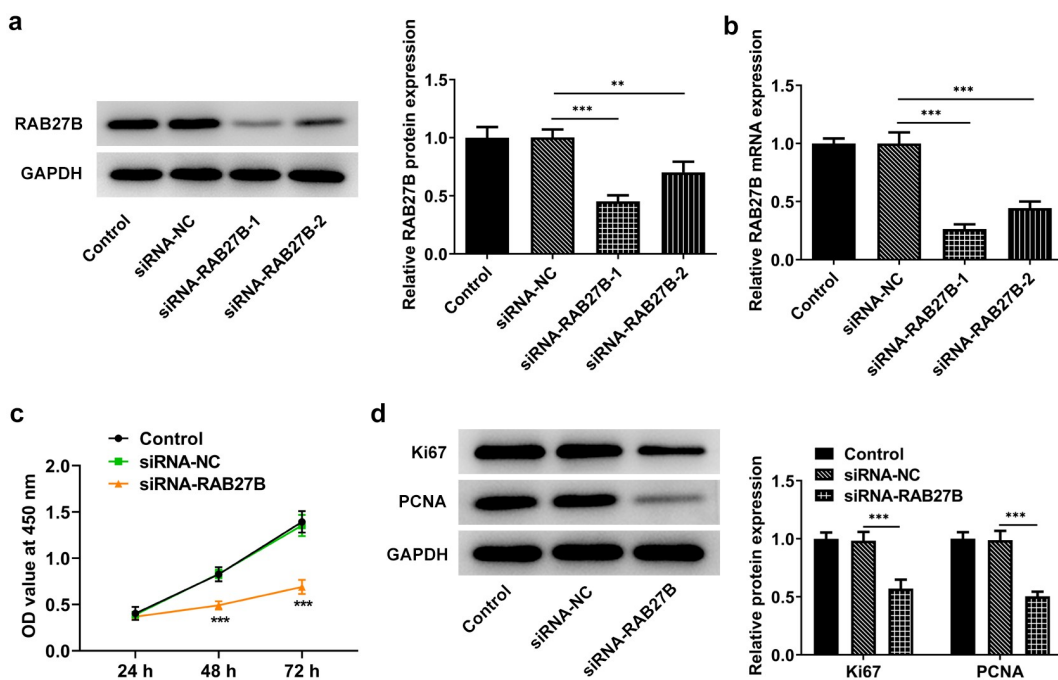 a
RAB27B
GAPDH
Control
siRNA-NC
siRNA-RAB27B-1
siRNA-RAB27B-2
Relative RAB27B protein expression
1.5
1.0
0.5
0.0
**
***
Control
siRNA-NC
siRNA-RAB27B-1
siRNA-RAB27B-2
b
Relative RAB27B mRNA expression
1.5
1.0
0.5
0.0
***
***
Control
siRNA-NC
siRNA-RAB27B-1
siRNA-RAB27B-2
c
Control
siRNA-NC
siRNA-RAB27B
OD value at 450 nm
2.0
1.5
1.0
0.5
0.0
***
***
24 h 48 h 72 h
d
Ki67
PCNA
GAPDH
Control
siRNA-NC
siRNA-RAB27B
Control
siRNA-NC
siRNA-RAB27B
Relative protein expression
1.5
1.0
0.5
0.0
***
***
Ki67 PCNA